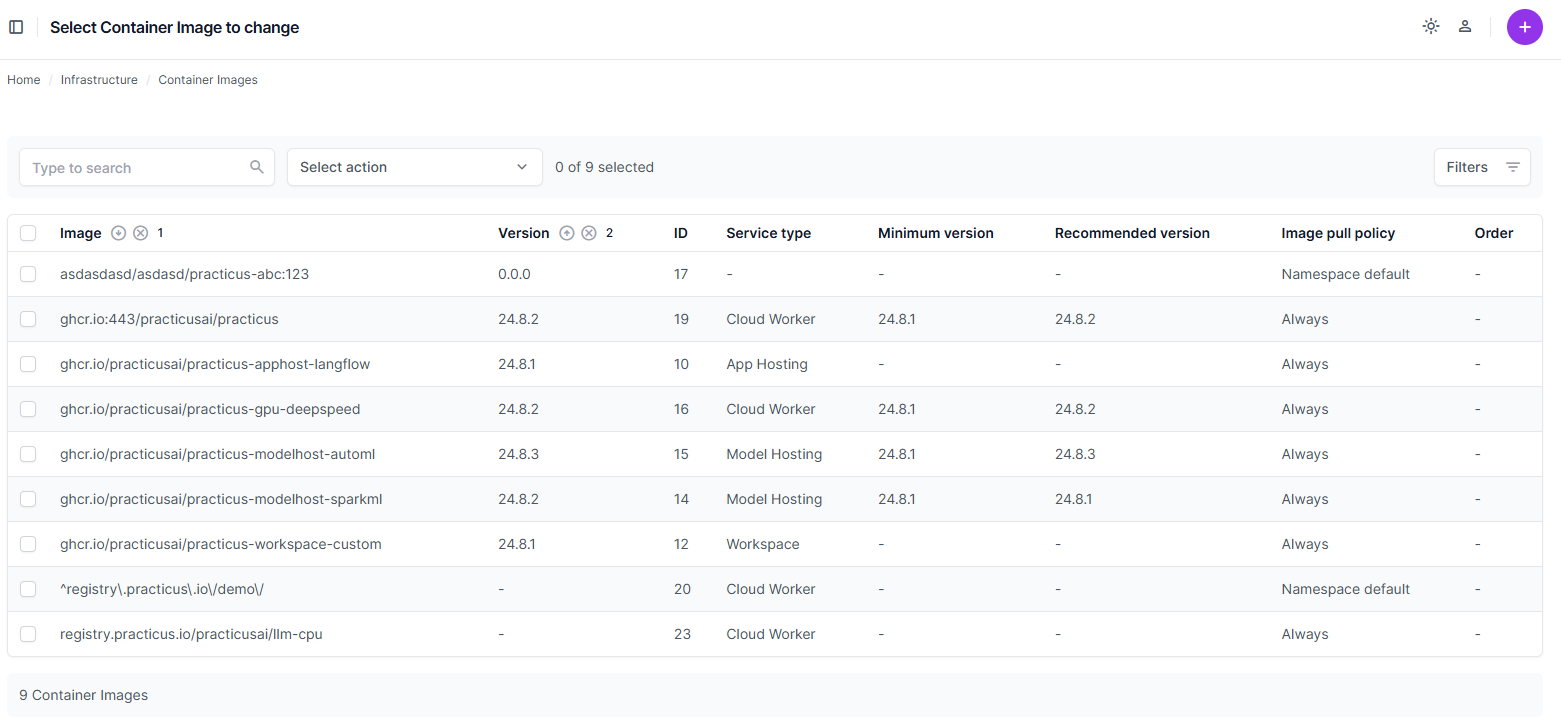 Select Container Image to change
Home / Infrastructure / Container Images
Type to search Select action 0 of 9 selected Filters
Image 1 Version 2 ID Service type Minimum version Recommended version Image pull policy Order
asdasdasd/asdasd/practicus-abc:123 0.0.0 17 - - - Namespace default -
ghcr.io:443/practicusai/practicus 24.8.2 19 Cloud Worker 24.8.1 24.8.2 Always -
ghcr.io/practicusai/practicus-apphost-langflow 24.8.1 10 App Hosting - - Always -
ghcr.io/practicusai/practicus-gpu-deepspeed 24.8.2 16 Cloud Worker 24.8.1 24.8.2 Always -
ghcr.io/practicusai/practicus-modelhost-automl 24.8.3 15 Model Hosting 24.8.1 24.8.3 Always -
ghcr.io/practicusai/practicus-modelhost-sparkml 24.8.2 14 Model Hosting 24.8.1 24.8.1 Always -
ghcr.io/practicusai/practicus-workspace-custom 24.8.1 12 Workspace - - Always -
^registry\.practicus\.io\/demo\/ - 20 Cloud Worker - - Namespace default -
registry.practicus.io/practicusai/llm-cpu - 23 Cloud Worker - - Always -
9 Container Images